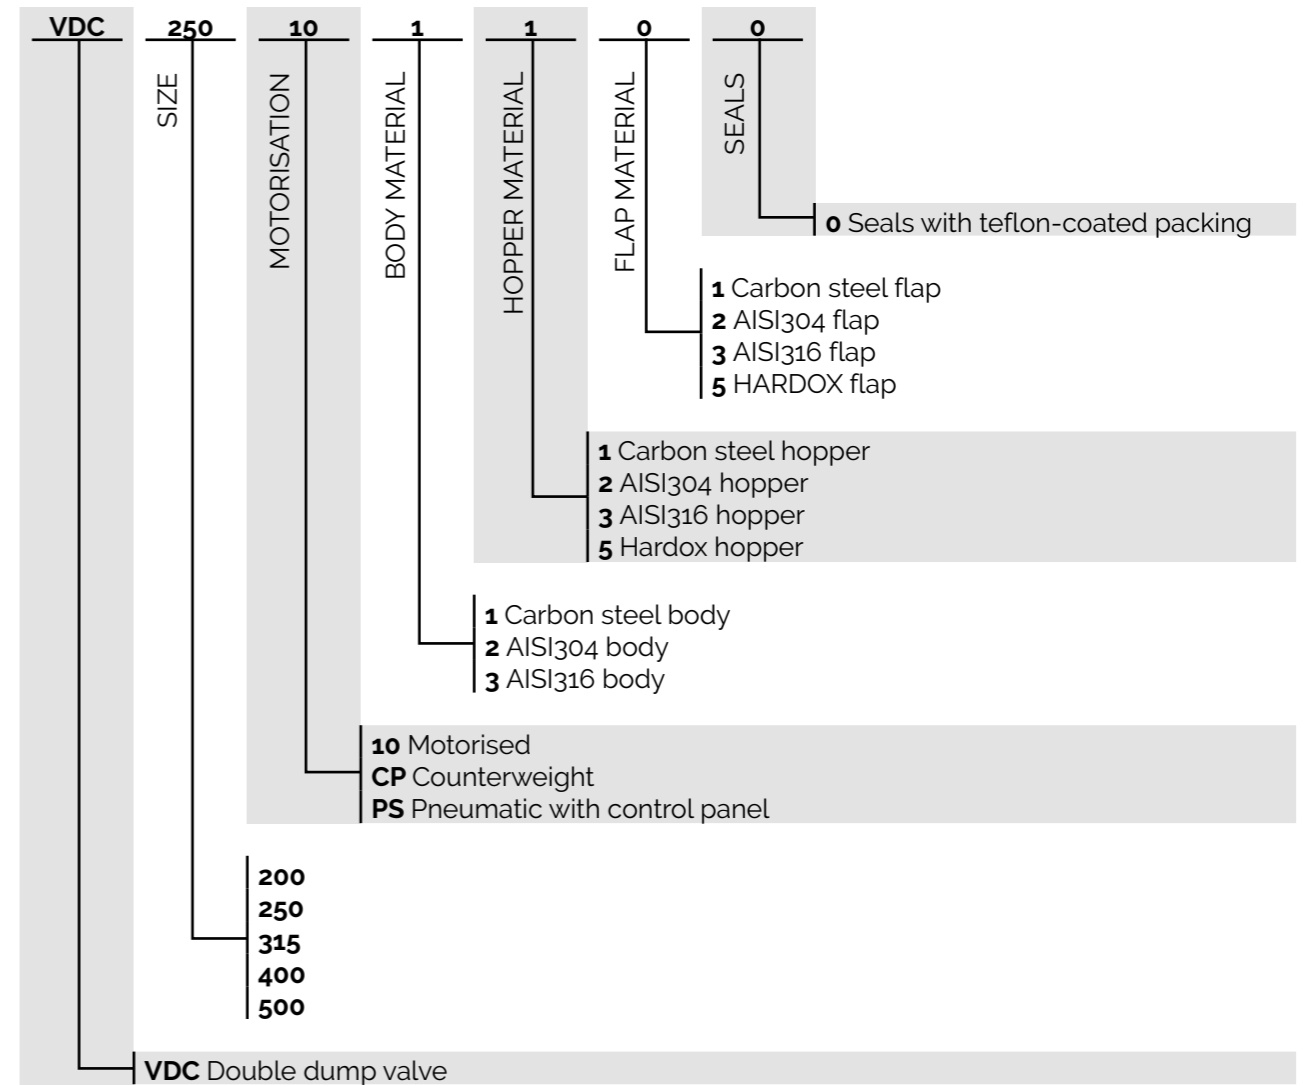 VDC 250 10 1 1 0 0
SIZE
MOTORISATION
BODY MATERIAL
HOPPER MATERIAL
FLAP MATERIAL
SEALS
0 Seals with teflon-coated packing
1 Carbon steel flap
2 AISI304 flap
3 AISI316 flap
5 HARDOX flap
1 Carbon steel hopper
2 AISI304 hopper
3 AISI316 hopper
5 Hardox hopper
1 Carbon steel body
2 AISI304 body
3 AISI316 body
10 Motorised
CP Counterweight
PS Pneumatic with control panel
200
250
315
400
500
VDC Double dump valve